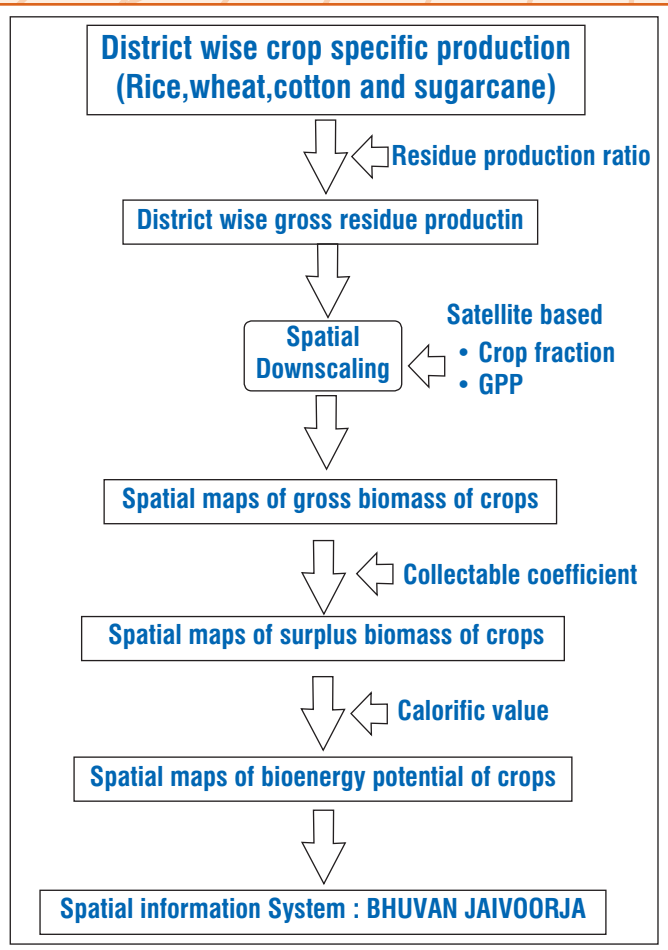 District wise crop specific production
(Rice,wheat,cotton and sugarcane)
Residue production ratio
District wise gross residue productin
Spatial
Downscaling
Satellite based
• Crop fraction
• GPP
Spatial maps of gross biomass of crops
Collectable coefficient
Spatial maps of surplus biomass of crops
Calorific value
Spatial maps of bioenergy potential of crops
Spatial information System : BHUVAN JAIVOORJA